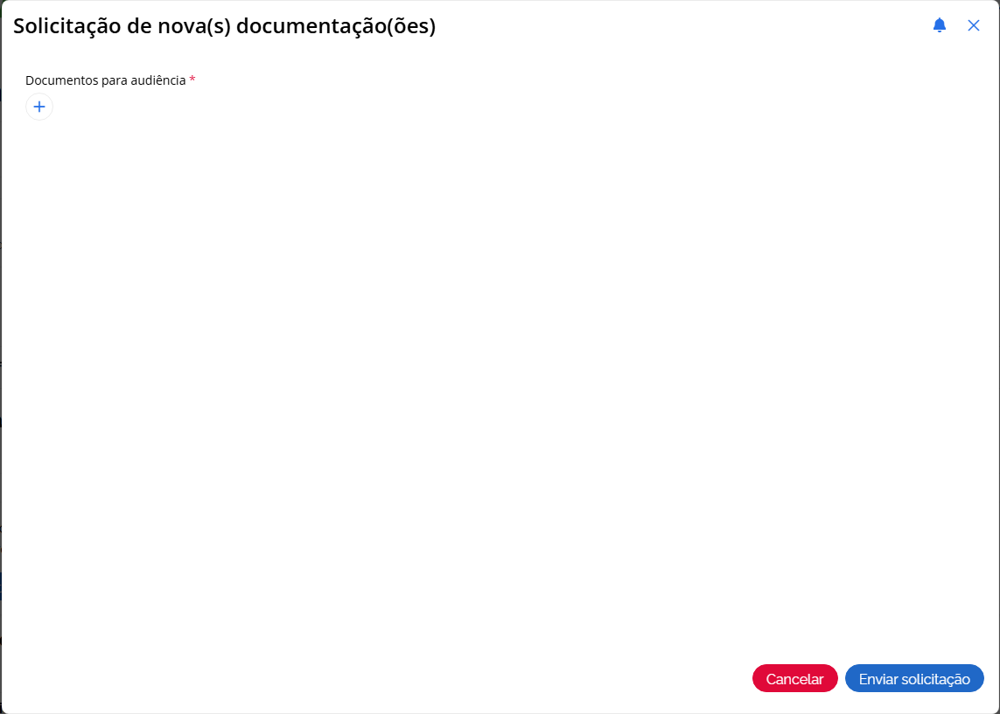 Solicitação de nova(s) documentação(ões)
Documentos para audiência *
Cancelar
Enviar solicitação